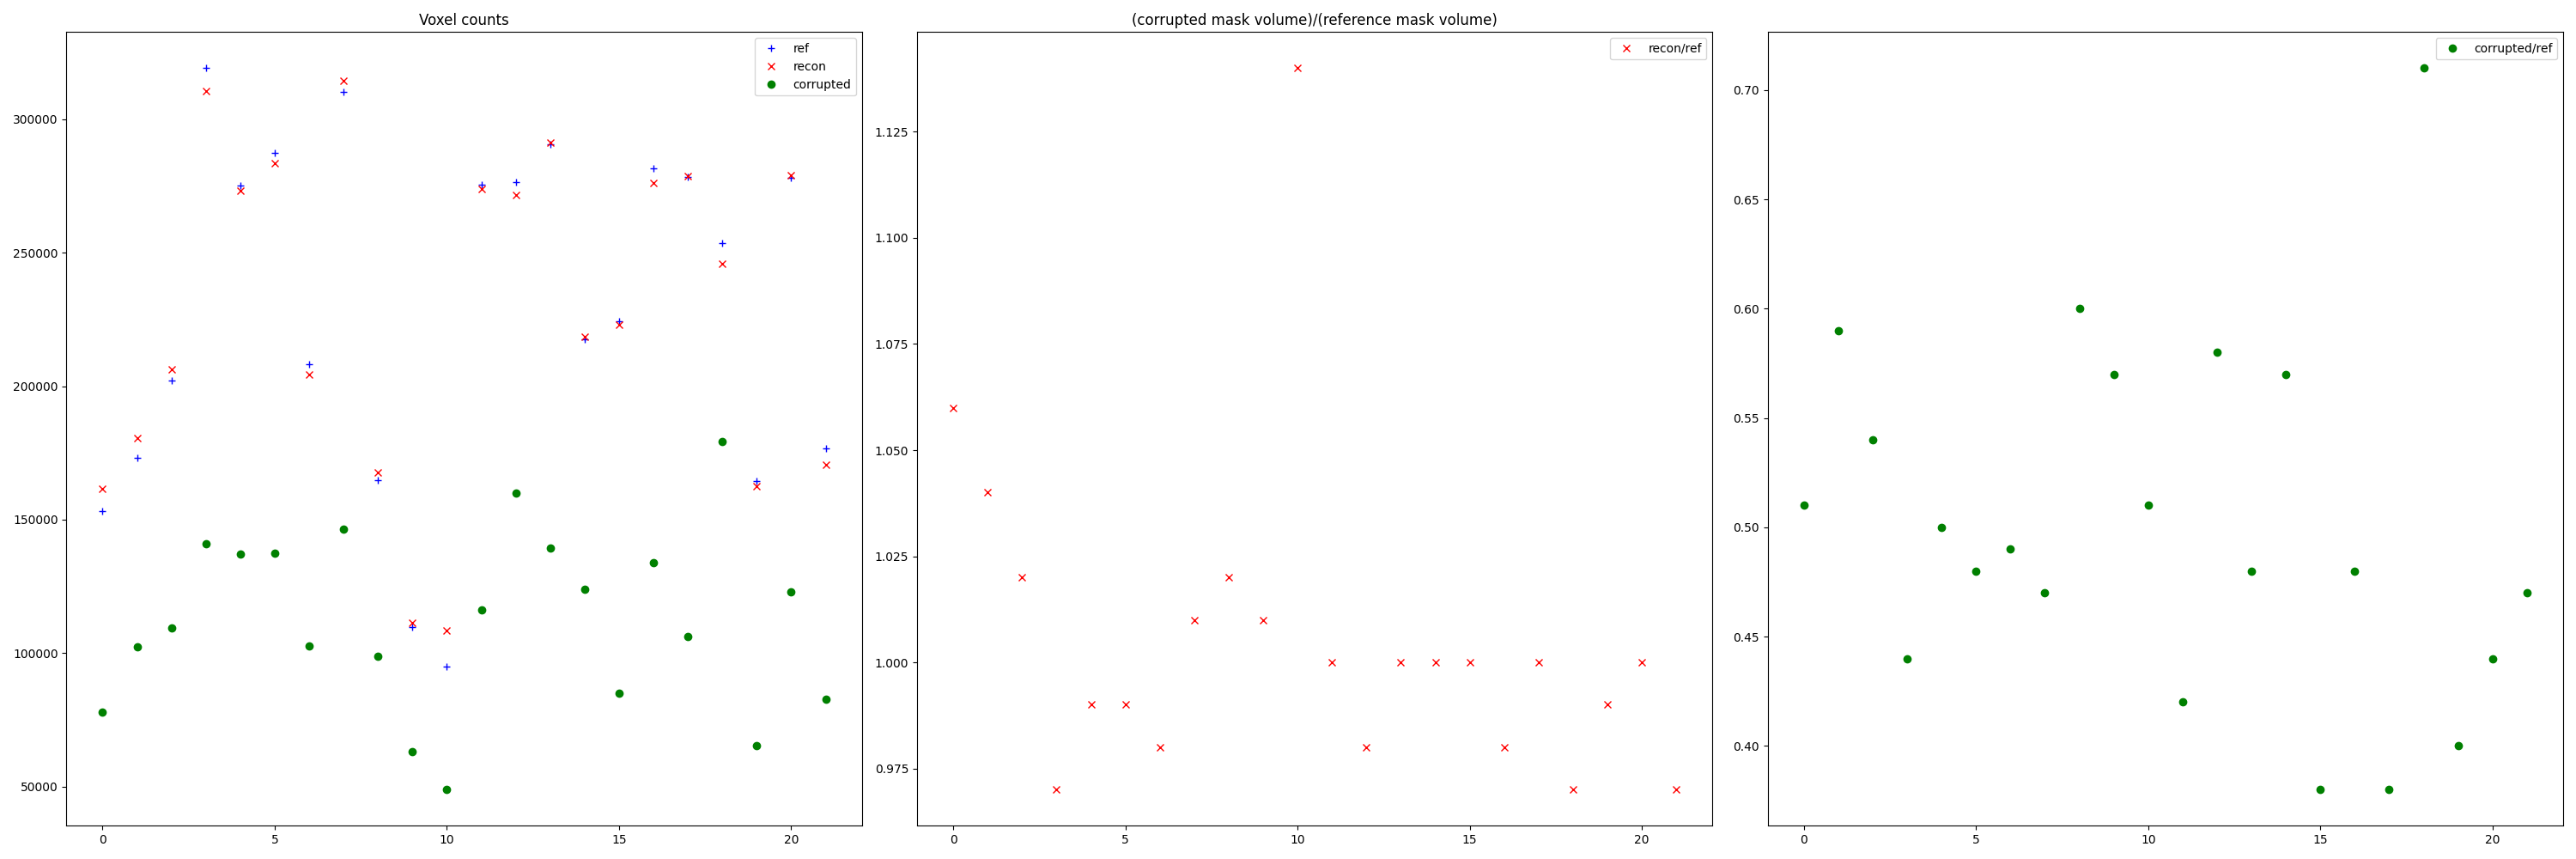 Voxel counts
ref
recon
corrupted
300000
250000
200000
150000
100000
50000
0 5 10 15 20
(corrupted mask volume)/(reference mask volume)
recon/ref
1.125
1.100
1.075
1.050
1.025
1.000
0.975
0 5 10 15 20
corrupted/ref
0.70
0.65
0.60
0.55
0.50
0.45
0.40
0 5 10 15 20